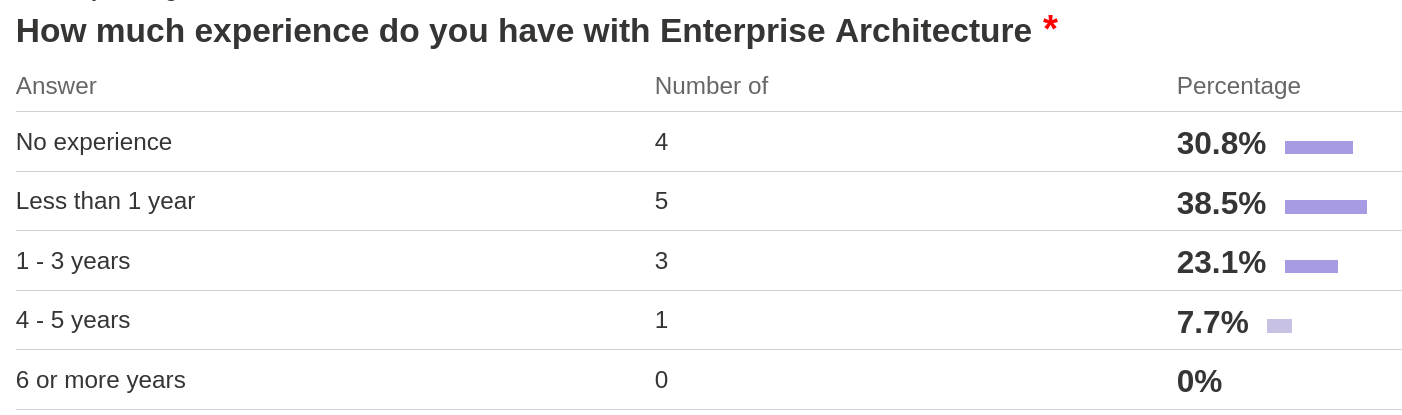 How much experience do you have with Enterprise Architecture *
Answer Number of Percentage
No experience 4 30.8%
Less than 1 year 5 38.5%
1 - 3 years 3 23.1%
4 - 5 years 1 7.7%
6 or more years 0 0%